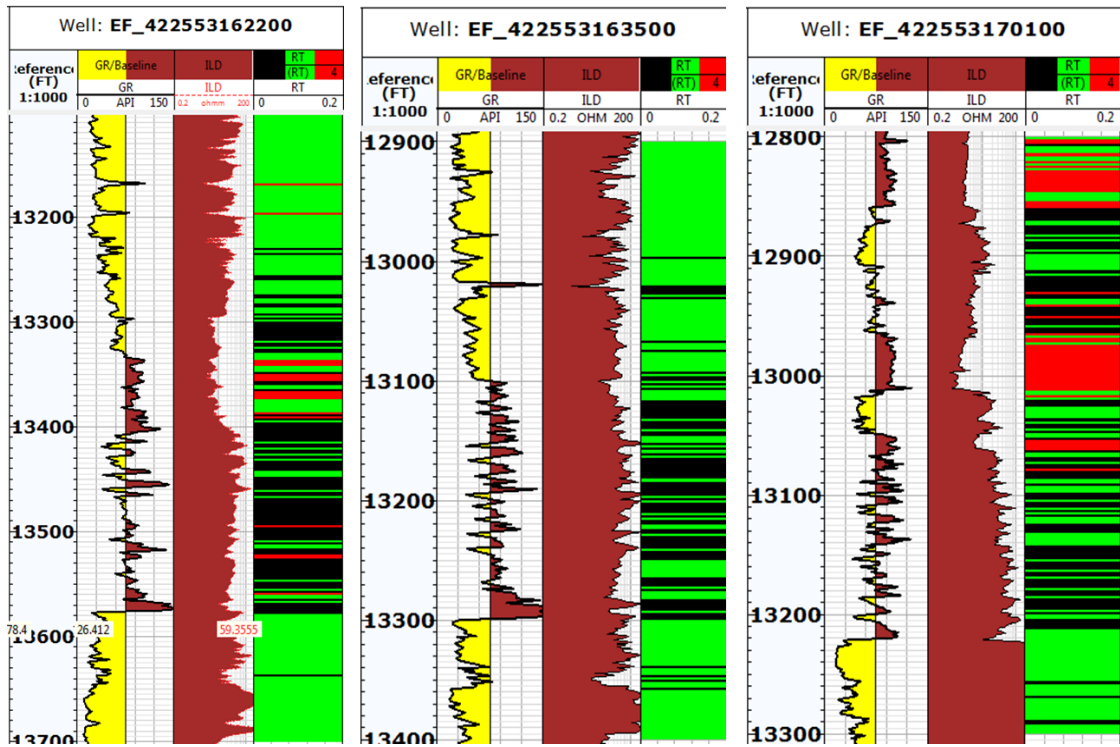 Well: EF_422553162200
eference
(FT)
1:1000
GR/Baseline
GR
0 API 150
ILD
ILD
0.2 ohmm 200
RT
(RT) 4
RT
0 0.2
13200
13300
13400
13500
13600
13700
78.4
26.412
59.3555
Well: EF_422553163500
eference
(FT)
1:1000
GR/Baseline
GR
0 API 150
ILD
ILD
0.2 OHM 200
RT
(RT) 4
RT
0 0.2
12900
13000
13100
13200
13300
13400
Well: EF_422553170100
eference
(FT)
1:1000
GR/Baseline
GR
0 API 150
ILD
ILD
0.2 OHM 200
RT
(RT) 4
RT
0 0.2
12800
12900
13000
13100
13200
13300